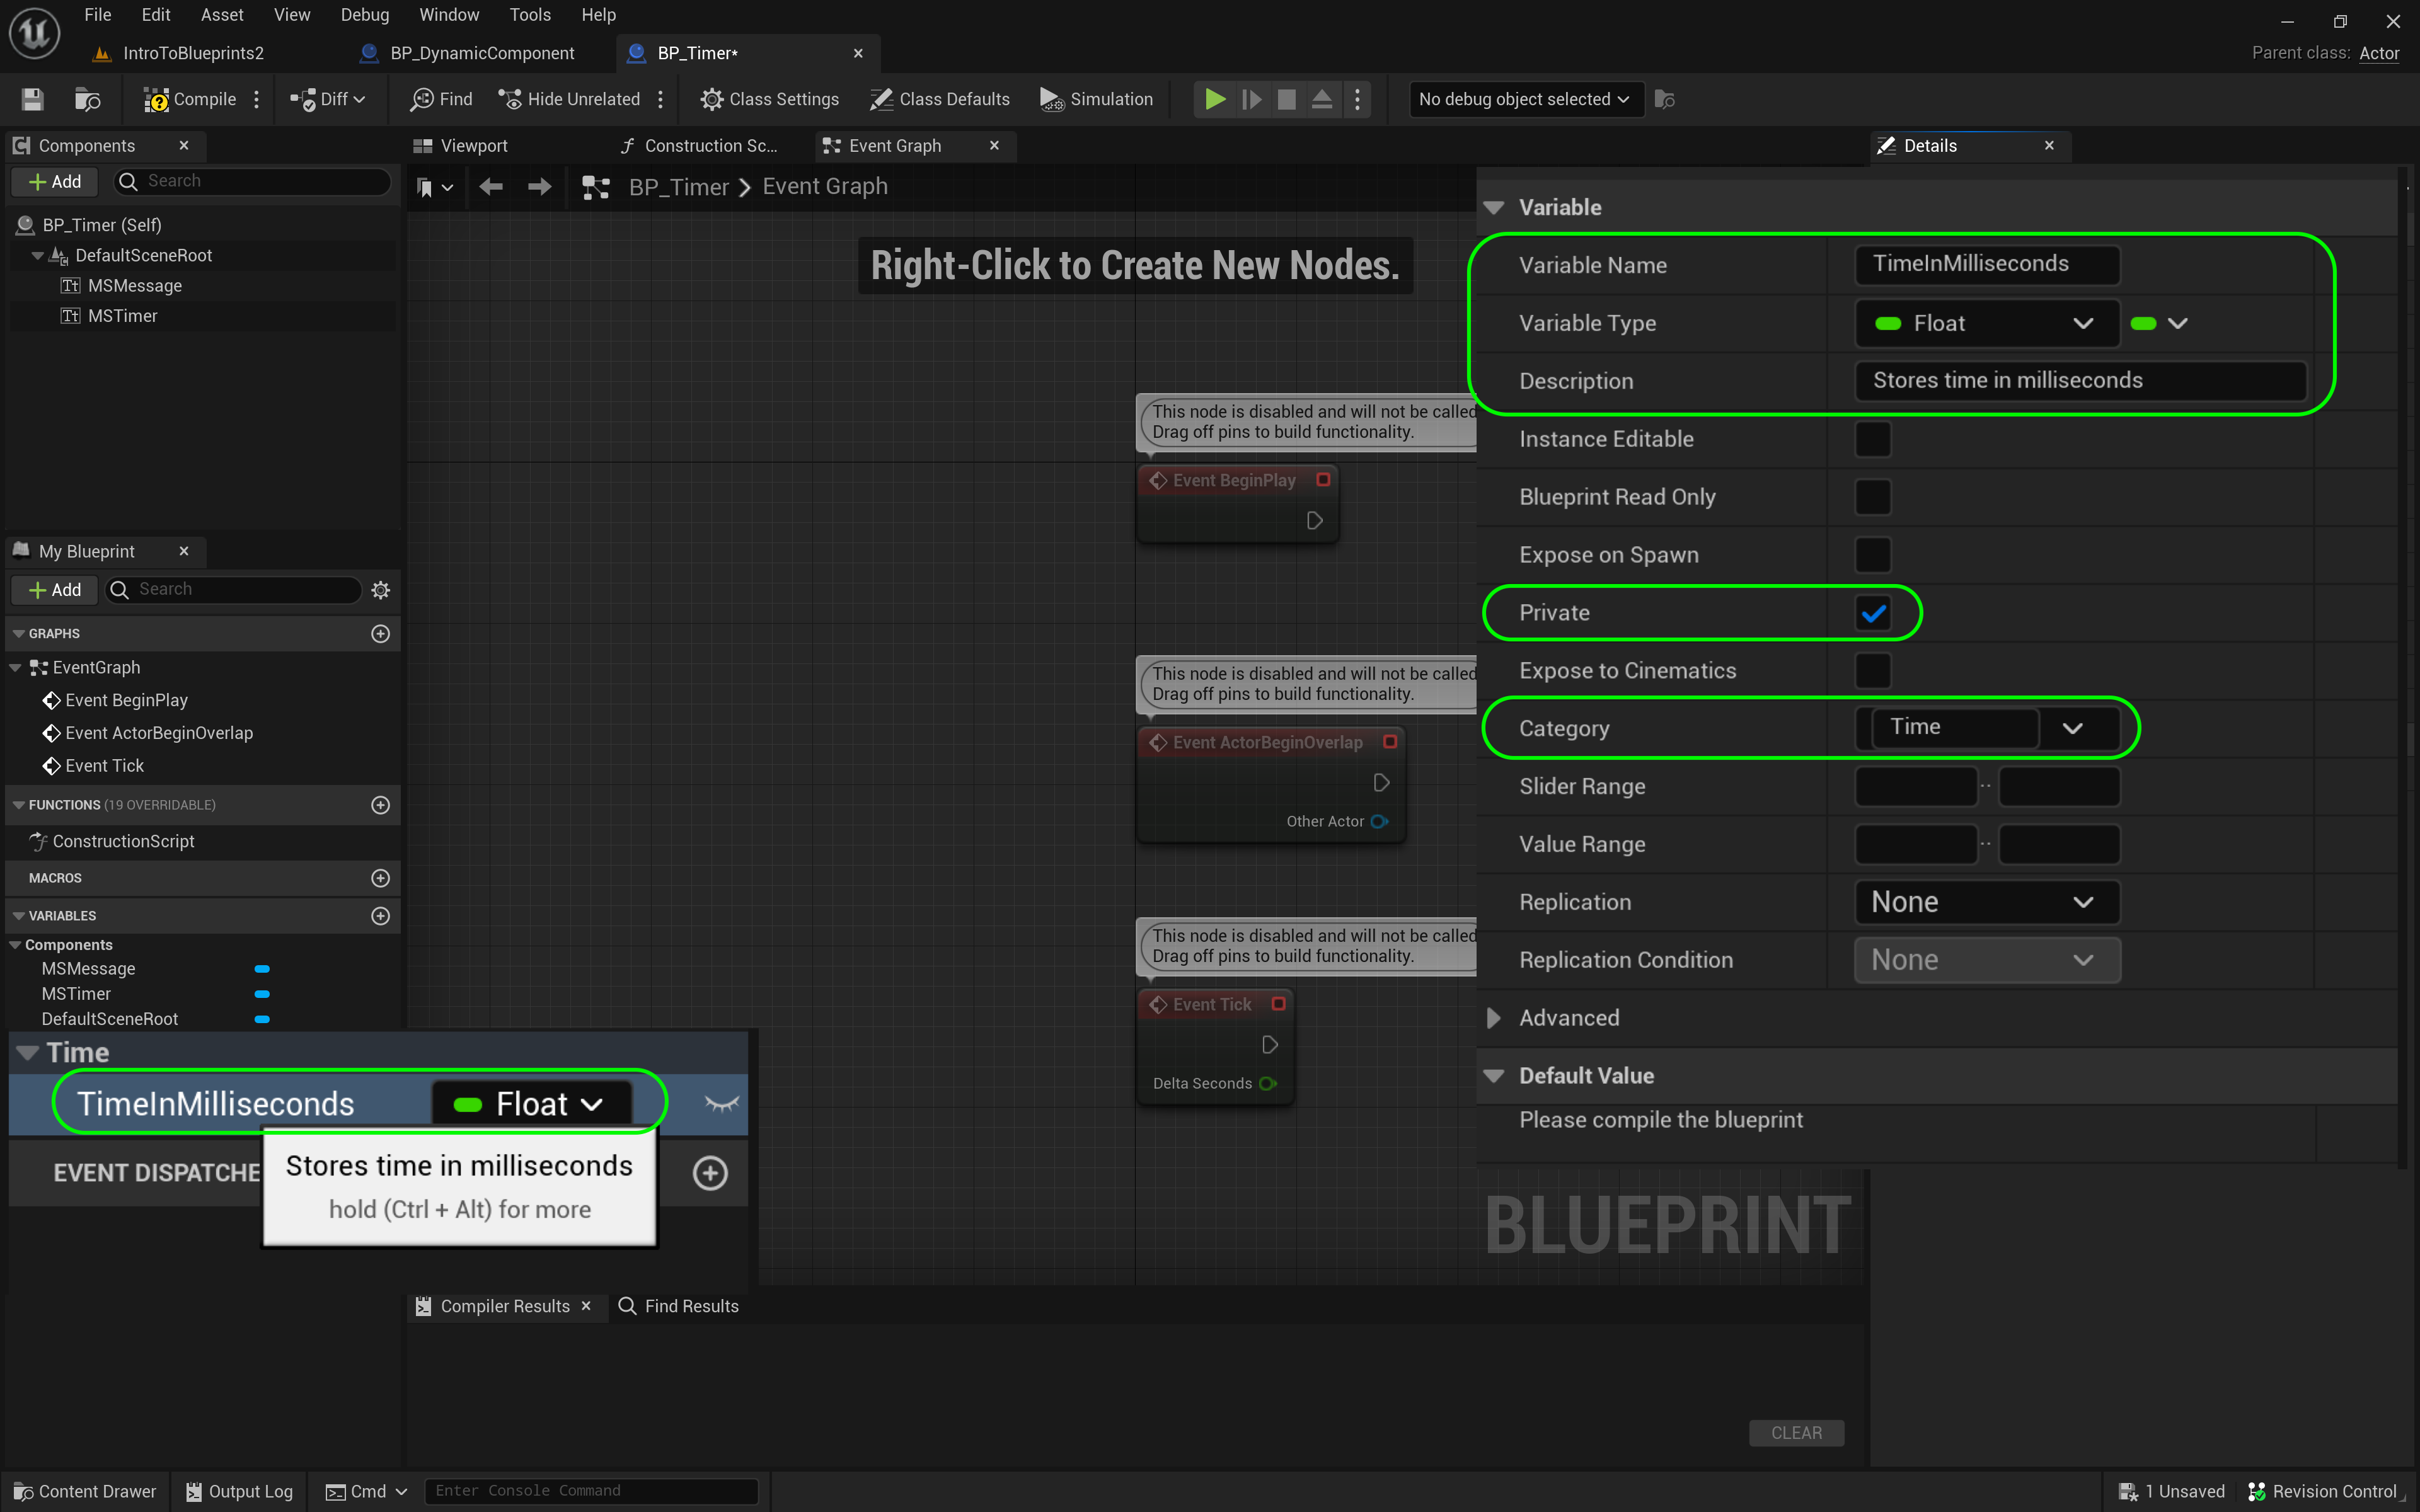 File Edit Asset View Debug Window Tools Help
IntroToBlueprints2 BP_DynamicComponent BP_Timer*
Parent class: Actor
Compile Diff Find Hide Unrelated Class Settings Class Defaults Simulation No debug object selected
Components
Add Search
BP_Timer (Self)
DefaultSceneRoot
MSMessage
MSTimer
My Blueprint
Add Search
GRAPHS
EventGraph
Event BeginPlay
Event ActorBeginOverlap
Event Tick
FUNCTIONS (19 OVERRIDABLE)
ConstructionScript
MACROS
VARIABLES
Components
MSMessage
MSTimer
DefaultSceneRoot
Time
TimeInMilliseconds Float
EVENT DISPATCHE
Stores time in milliseconds
hold (Ctrl + Alt) for more
Viewport Construction Sc... Event Graph
BP_Timer > Event Graph
Right-Click to Create New Nodes.
This node is disabled and will not be called
Drag off pins to build functionality.
Event BeginPlay
This node is disabled and will not be called
Drag off pins to build functionality.
Event ActorBeginOverlap
Other Actor
This node is disabled and will not be called
Drag off pins to build functionality.
Event Tick
Delta Seconds
BLUEPRINT
Compiler Results Find Results
CLEAR
Details
Variable
Variable Name TimeInMilliseconds
Variable Type Float
Description Stores time in milliseconds
Instance Editable
Blueprint Read Only
Expose on Spawn
Private
Expose to Cinematics
Category Time
Slider Range
Value Range
Replication None
Replication Condition None
Advanced
Default Value
Please compile the blueprint
Content Drawer Output Log Cmd Enter Console Command 1 Unsaved Revision Control